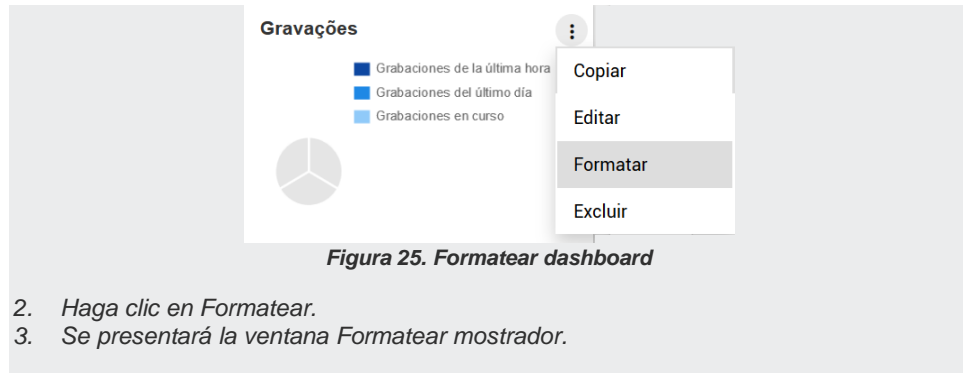 Gravações
Grabaciones de la última hora
Grabaciones del último día
Grabaciones en curso
Copiar
Editar
Formatar
Excluir
Figura 25. Formatear dashboard
2. Haga clic en Formatear.
3. Se presentará la ventana Formatear mostrador.